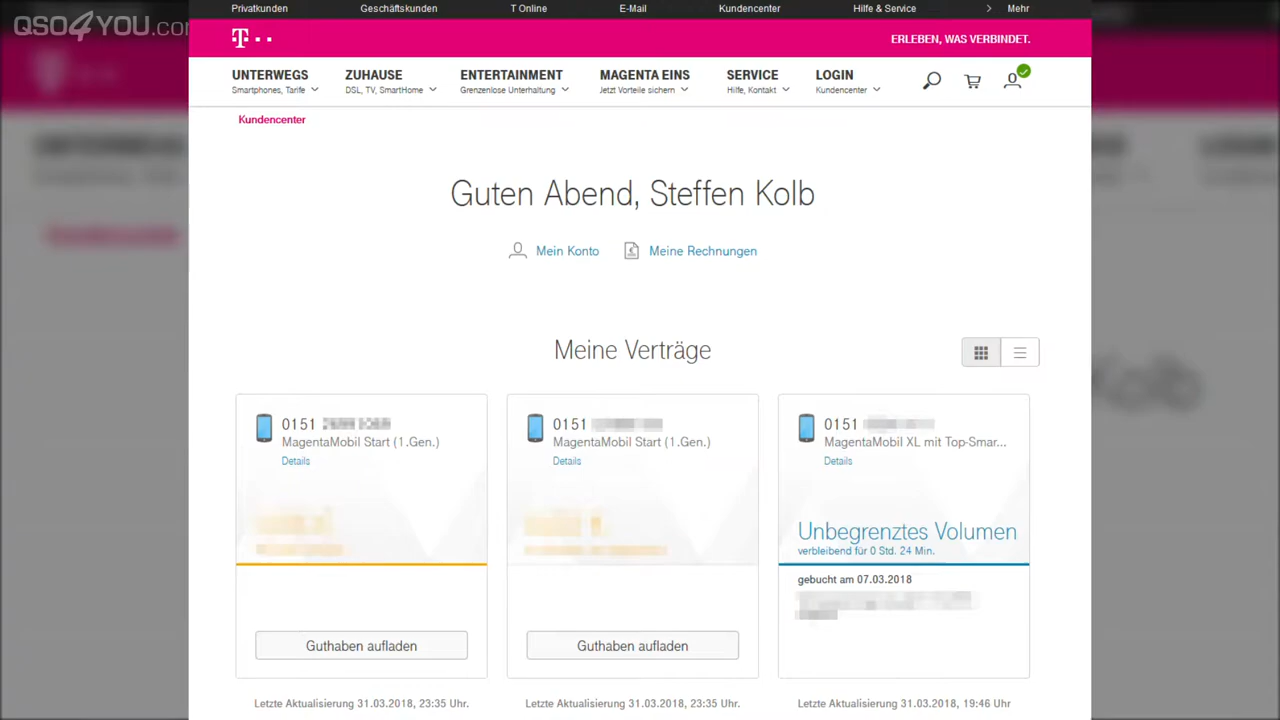 Privatkunden Geschäftskunden T Online E-Mail Kundencenter Hilfe & Service Mehr
QSO4YOU.com
T
ERLEBEN, WAS VERBINDET.
UNTERWEGS ZUHAUSE ENTERTAINMENT MAGENTA EINS SERVICE LOGIN
Smartphones, Tarife DSL, TV, SmartHome Grenzenlose Unterhaltung Jetzt Vorteile sichern Hilfe, Kontakt Kundencenter
Kundencenter
Guten Abend, Steffen Kolb
Mein Konto Meine Rechnungen
Meine Verträge
0151 0151 0151
MagentaMobil Start (1.Gen.) MagentaMobil Start (1.Gen.) MagentaMobil XL mit Top-Smar...
Details Details Details
Unbegrenztes Volumen
verbleibend für 0 Std. 24 Min.
gebucht am 07.03.2018
Guthaben aufladen Guthaben aufladen
Letzte Aktualisierung 31.03.2018, 23:35 Uhr. Letzte Aktualisierung 31.03.2018, 23:35 Uhr. Letzte Aktualisierung 31.03.2018, 19:46 Uhr